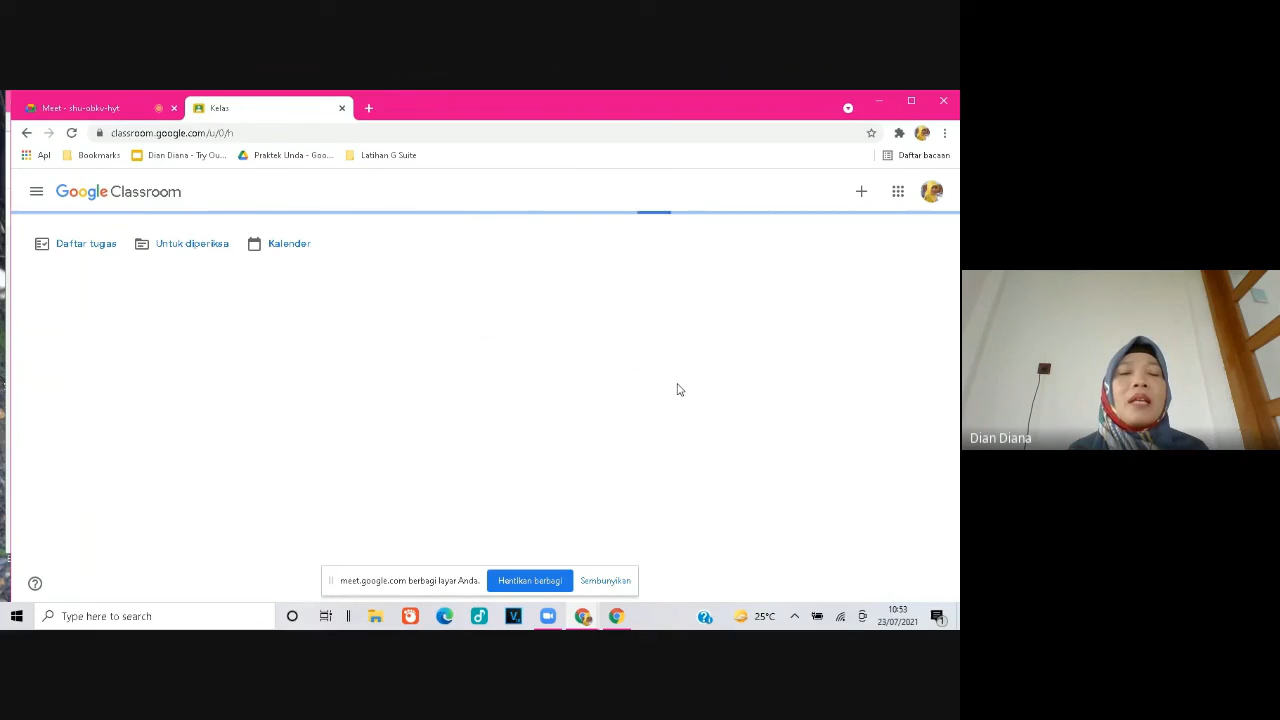 Meet - shu-obkv-hyt
Kelas
classroom.google.com/u/0/h
Apl Bookmarks Dian Diana - Try Ou... Praktek Unda - Goo... Latihan G Suite Daftar bacaan
Google Classroom
Daftar tugas Untuk diperiksa Kalender
Dian Diana
meet.google.com berbagi layar Anda. Hentikan berbagi Sembunyikan
Type here to search
25°C
10:53
23/07/2021